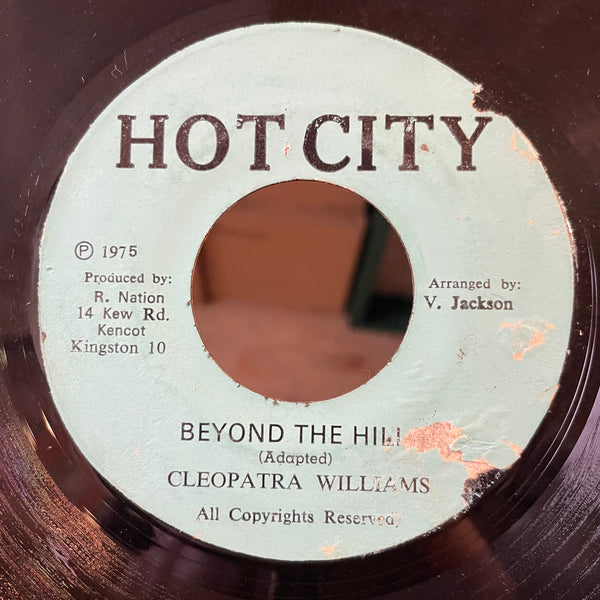 HOT CITY
Ⓟ 1975
Produced by:
R. Nation
14 Kew Rd.
Kencot
Kingston 10
Arranged by:
V. Jackson
BEYOND THE HILL
(Adapted)
CLEOPATRA WILLIAMS
All Copyrights Reserved